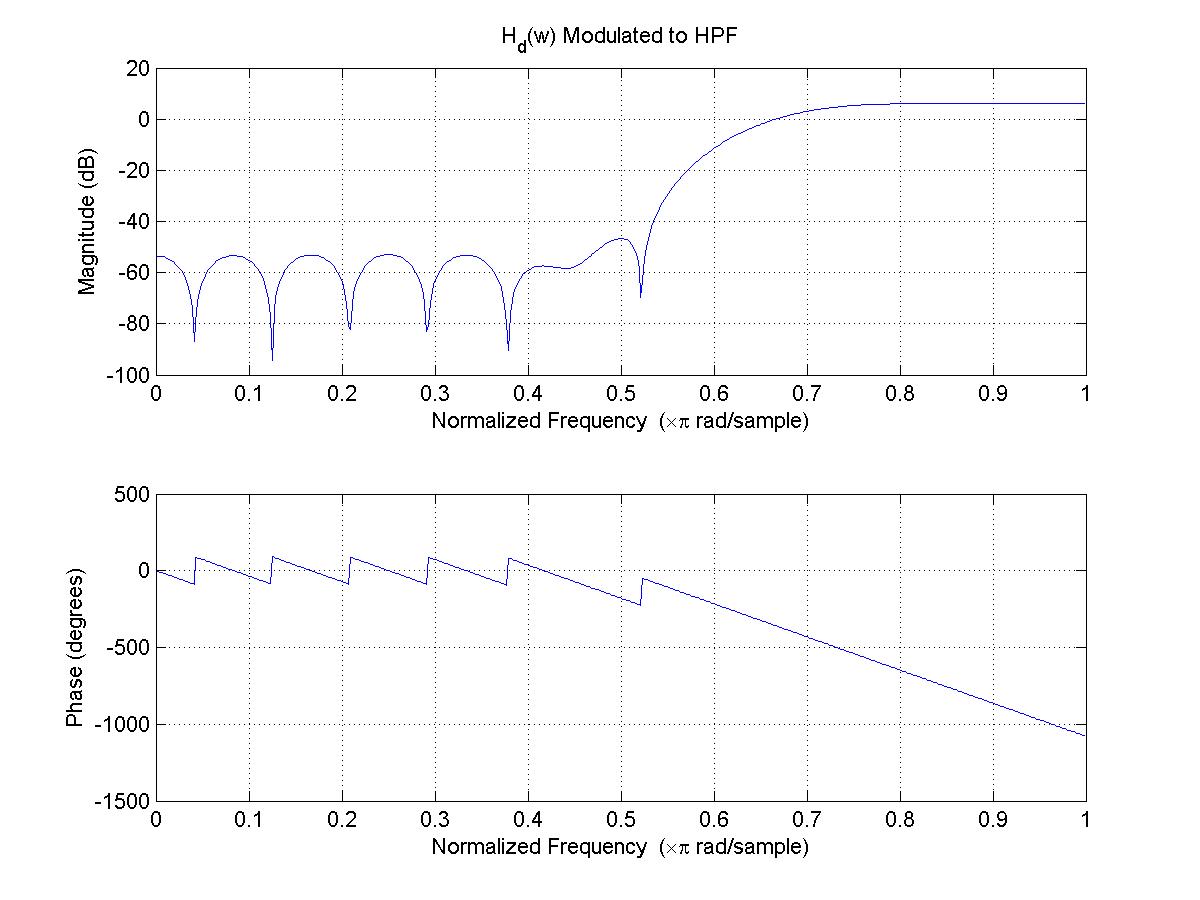 H_d(w) Modulated to HPF
20
0
-20
-40
-60
-80
-100
Magnitude (dB)
0 0.1 0.2 0.3 0.4 0.5 0.6 0.7 0.8 0.9 1
Normalized Frequency (×π rad/sample)
500
0
-500
-1000
-1500
Phase (degrees)
0 0.1 0.2 0.3 0.4 0.5 0.6 0.7 0.8 0.9 1
Normalized Frequency (×π rad/sample)